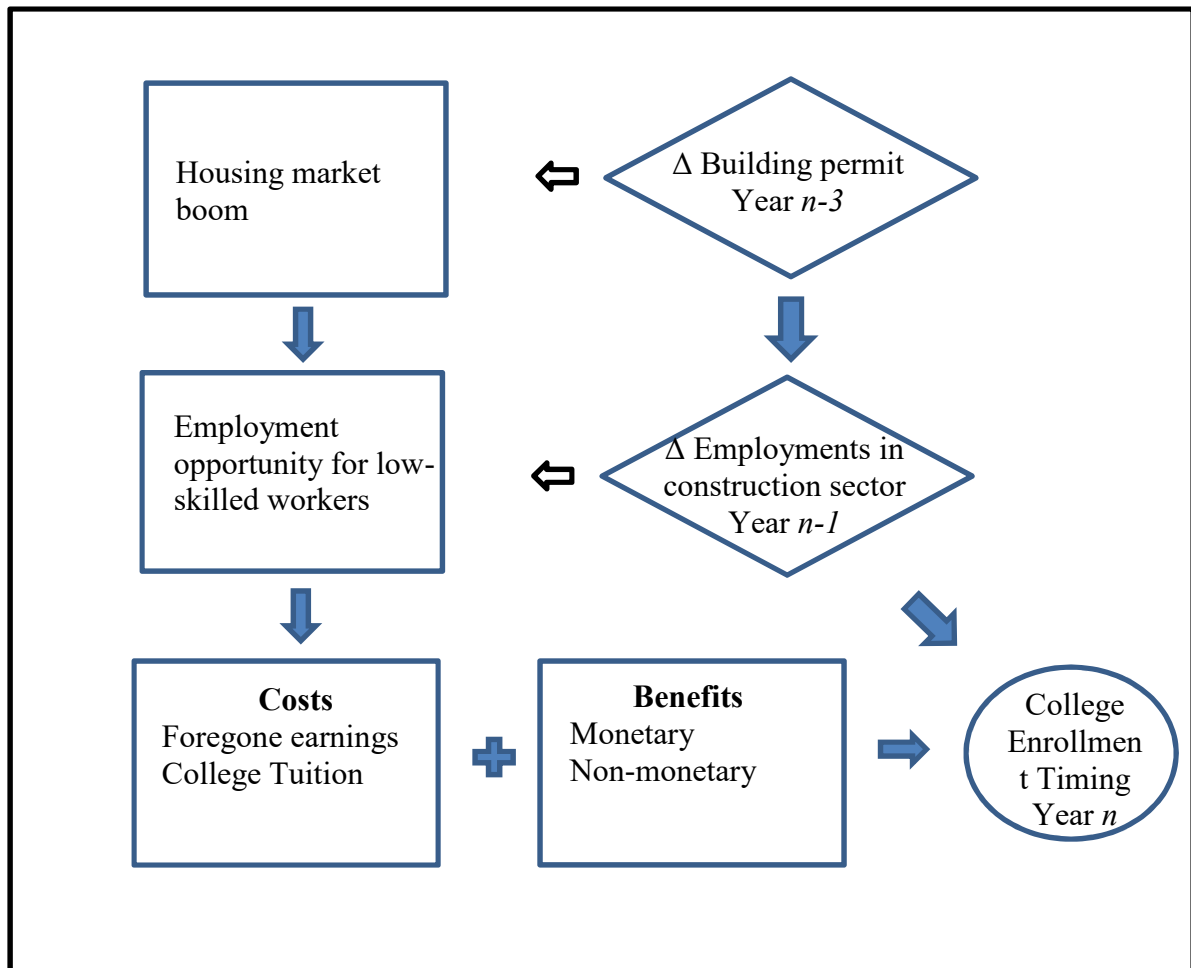 Housing market
boom
Δ Building permit
Year n-3
Employment
opportunity for low-
skilled workers
Δ Employments in
construction sector
Year n-1
Costs
Foregone earnings
College Tuition
Benefits
Monetary
Non-monetary
College
Enrollmen
t Timing
Year n